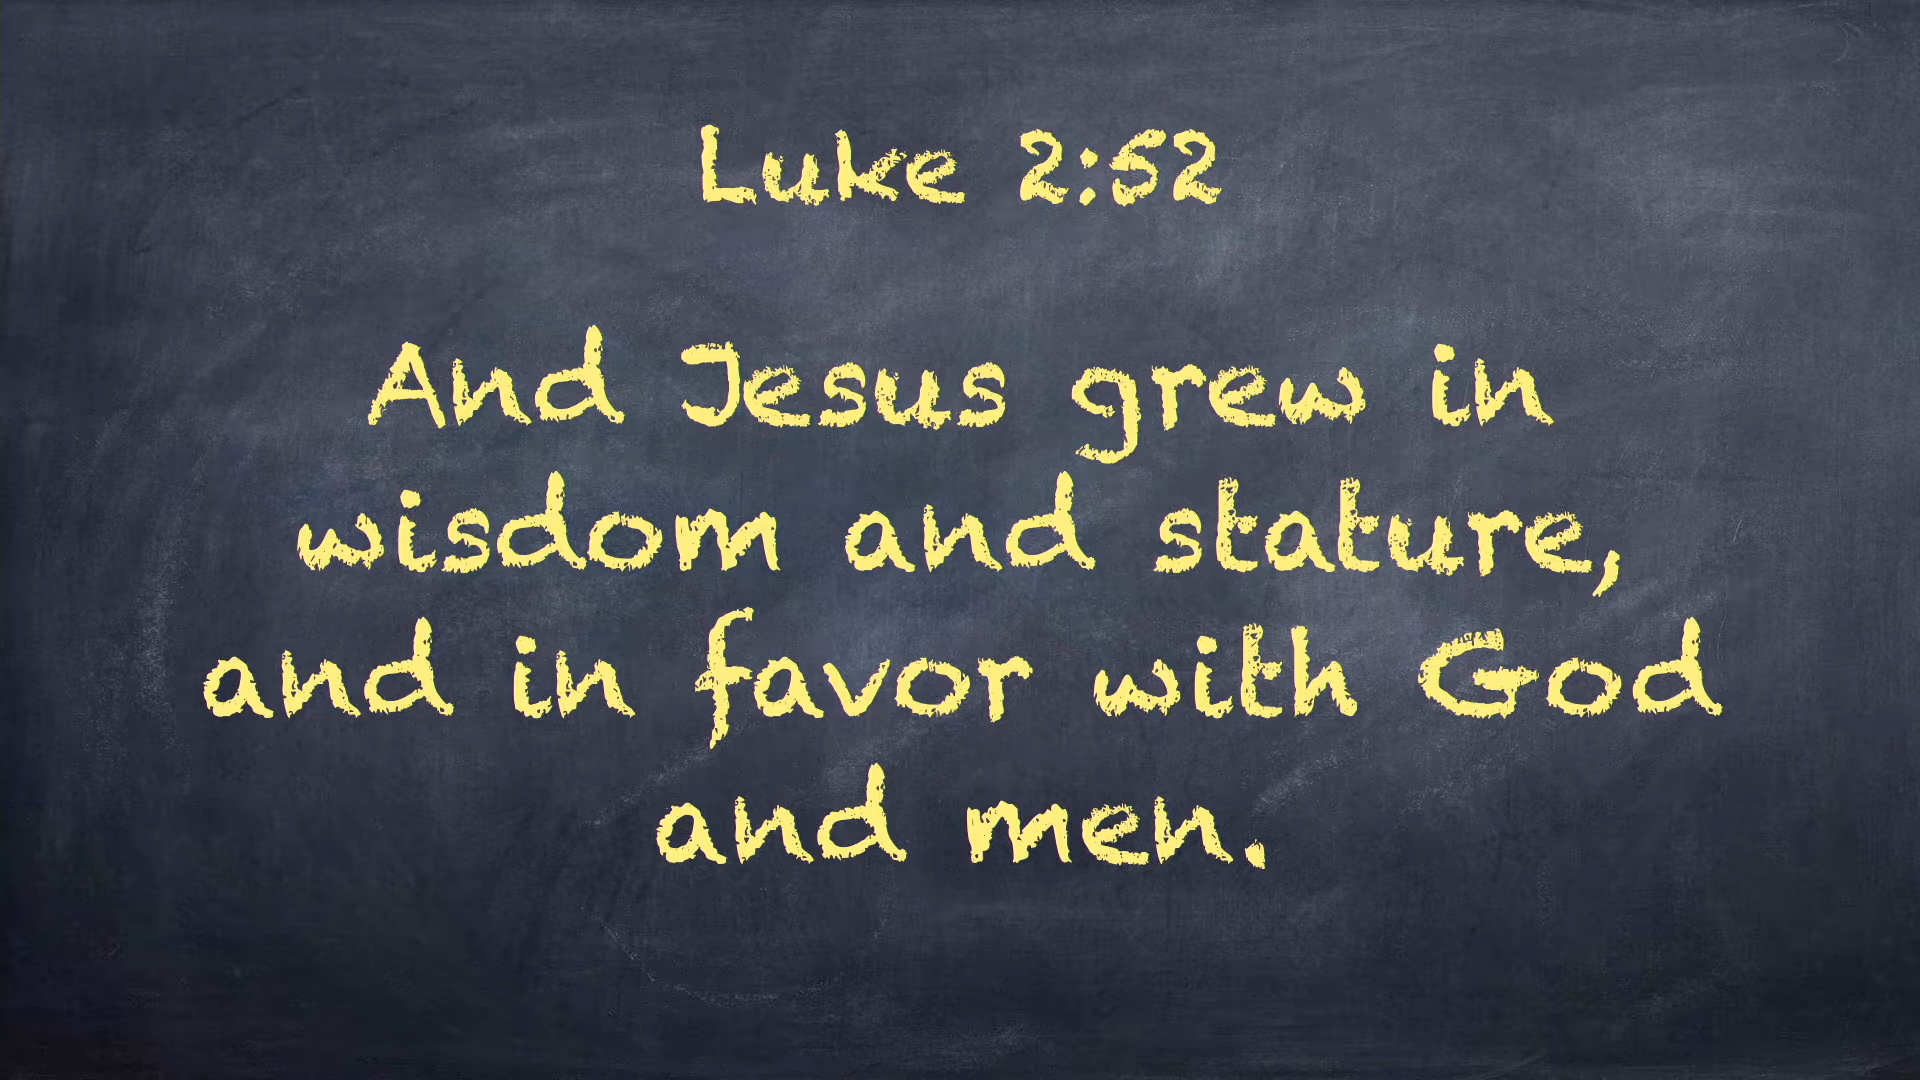 Luke 2:52
And Jesus grew in
wisdom and stature,
and in favor with God
and men.